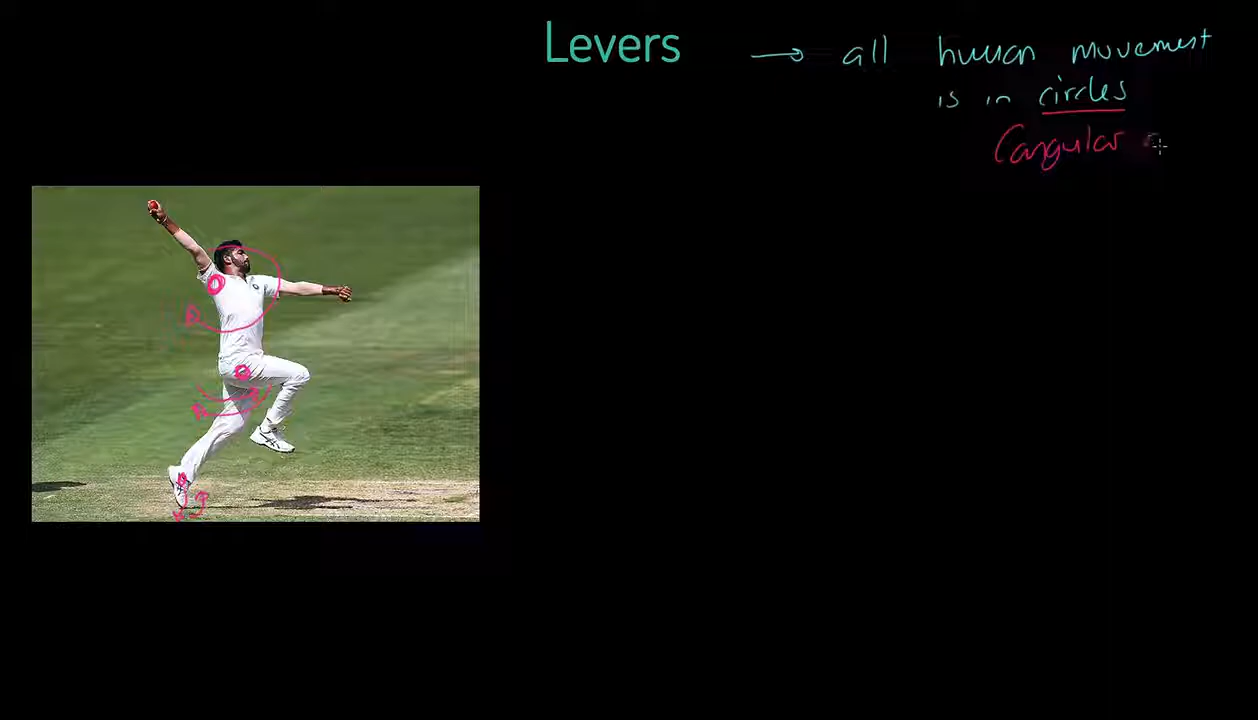 Levers → all human movement
is in circles
(angular